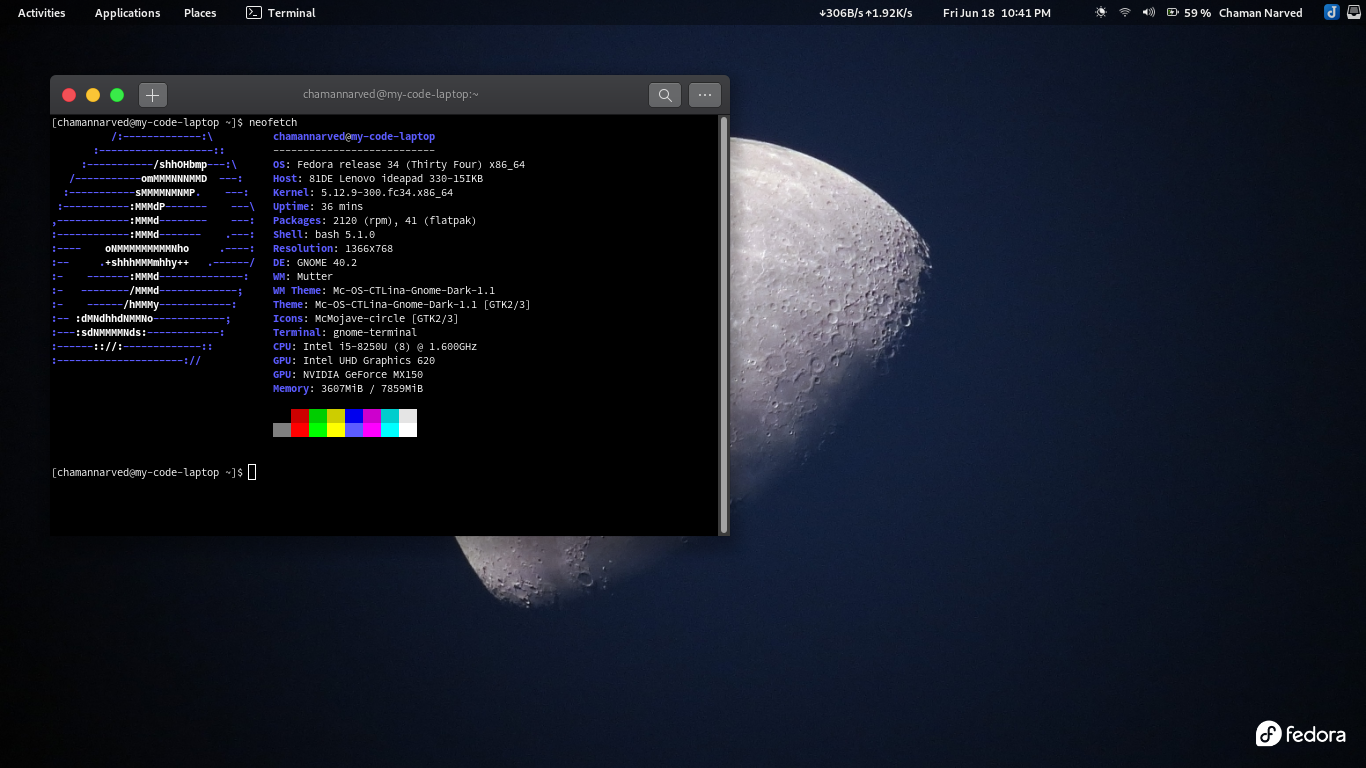 Activities Applications Places Terminal ↓306B/s↑1.92K/s Fri Jun 18 10:41 PM 59 % Chaman Narved
chamannarved@my-code-laptop:~
[chamannarved@my-code-laptop ~]$ neofetch
/:-------------:\ chamannarved@my-code-laptop
:-------------------:: ---------------------------
:-----------/shhOHbmp---:\ OS: Fedora release 34 (Thirty Four) x86_64
/-----------omMMMNNNMMD ---: Host: 81DE Lenovo ideapad 330-15IKB
:-----------sMMMMNMNMP. ---: Kernel: 5.12.9-300.fc34.x86_64
:-----------:MMMdP------- ---\ Uptime: 36 mins
,------------:MMMd-------- ---: Packages: 2120 (rpm), 41 (flatpak)
:------------:MMMd------- .---: Shell: bash 5.1.0
:---- oNMMMMMMMMMNho .----: Resolution: 1366x768
:-- .+shhhMMMmhhy++ .------/ DE: GNOME 40.2
:- -------:MMMd--------------: WM: Mutter
:- --------/MMMd-------------; WM Theme: Mc-OS-CTLina-Gnome-Dark-1.1
:- ------/hMMMy------------: Theme: Mc-OS-CTLina-Gnome-Dark-1.1 [GTK2/3]
:-- :dMNdhhdNMMNo------------; Icons: McMojave-circle [GTK2/3]
:---:sdNMMMMNds:------------: Terminal: gnome-terminal
:------:://:-------------:: CPU: Intel i5-8250U (8) @ 1.600GHz
:---------------------:// GPU: Intel UHD Graphics 620
GPU: NVIDIA GeForce MX150
Memory: 3607MiB / 7859MiB
[chamannarved@my-code-laptop ~]$
fedora